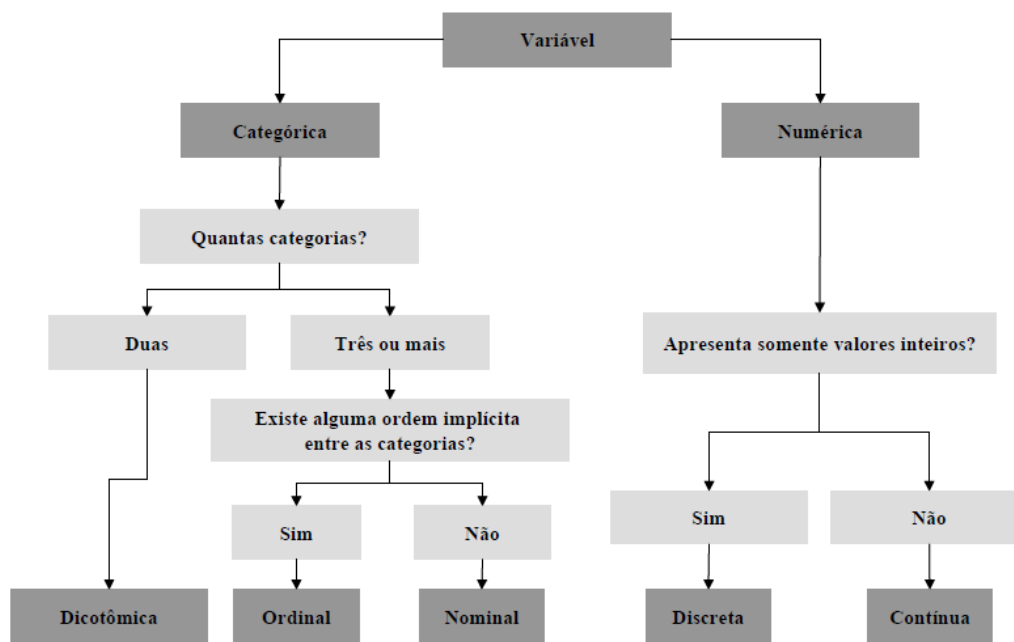 Variável
Categórica
Numérica
Quantas categorias?
Duas
Três ou mais
Apresenta somente valores inteiros?
Existe alguma ordem implícita
entre as categorias?
Sim
Não
Sim
Não
Dicotômica
Ordinal
Nominal
Discreta
Contínua